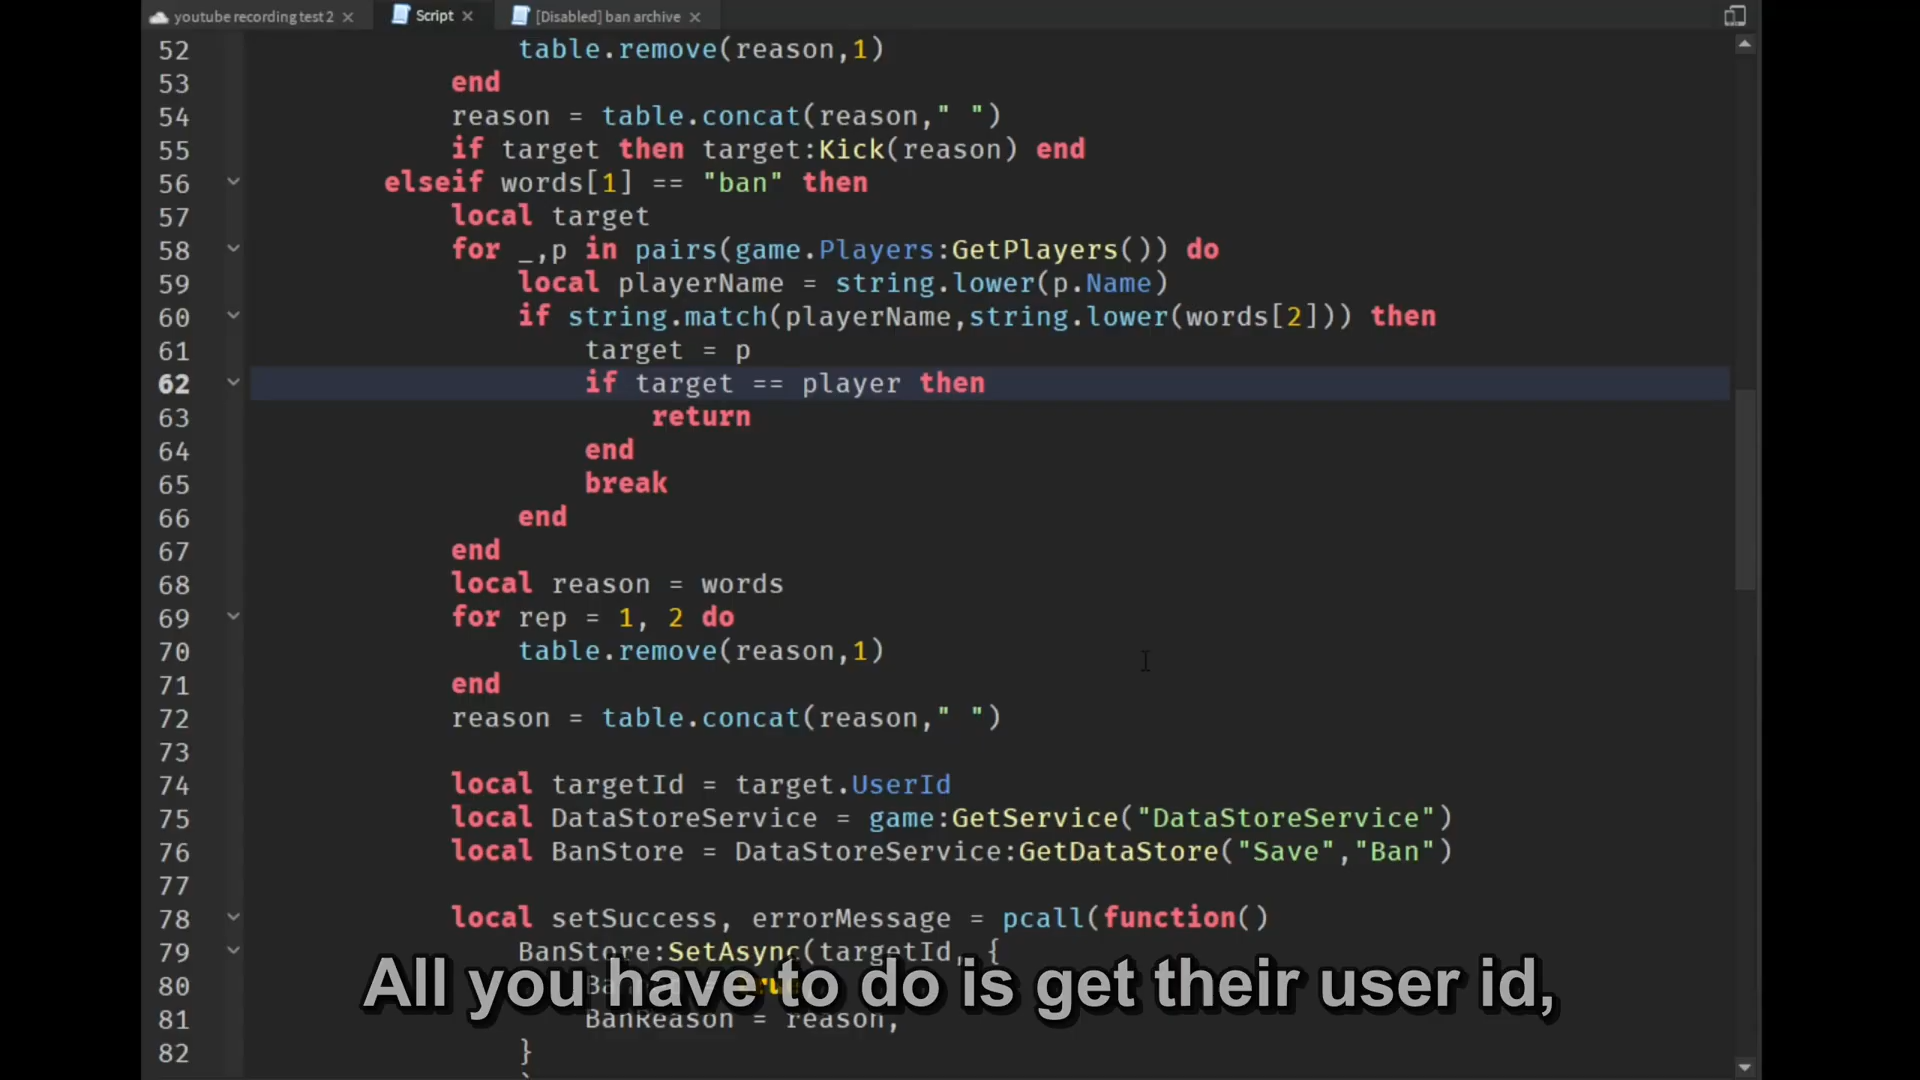 youtube recording test 2 × Script × [Disabled] ban archive ×
52 table.remove(reason,1)
53 end
54 reason = table.concat(reason," ")
55 if target then target:Kick(reason) end
56 elseif words[1] == "ban" then
57 local target
58 for _,p in pairs(game.Players:GetPlayers()) do
59 local playerName = string.lower(p.Name)
60 if string.match(playerName,string.lower(words[2])) then
61 target = p
62 if target == player then
63 return
64 end
65 break
66 end
67 end
68 local reason = words
69 for rep = 1, 2 do
70 table.remove(reason,1)
71 end
72 reason = table.concat(reason," ")
73
74 local targetId = target.UserId
75 local DataStoreService = game:GetService("DataStoreService")
76 local BanStore = DataStoreService:GetDataStore("Save","Ban")
77
78 local setSuccess, errorMessage = pcall(function()
79 BanStore:SetAsync(targetId, {
80
81 BanReason = reason,
82 }
All you have to do is get their user id,